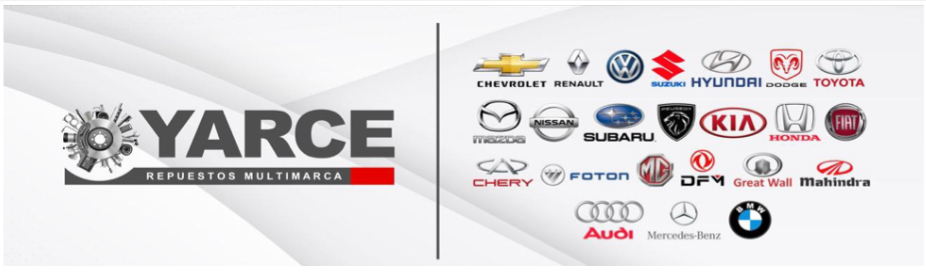 YARCE
REPUESTOS MULTIMARCA
CHEVROLET RENAULT SUZUKI HYUNDAI DODGE TOYOTA
mazda NISSAN SUBARU PEUGEOT KIA HONDA FIAT
CHERY FOTON MG DFM Great Wall Mahindra
Audi Mercedes-Benz BMW